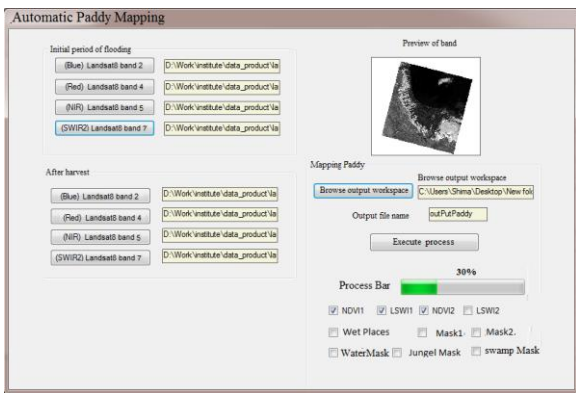 Automatic Paddy Mapping
Initial period of flooding
(Blue) Landsat8 band 2 D:\Work\institute\data_product\la
(Red) Landsat8 band 4 D:\Work\institute\data_product\la
(NIR) Landsat8 band 5 D:\Work\institute\data_product\la
(SWIR2) Landsat8 band 7 D:\Work\institute\data_product\la
After harvest
(Blue) Landsat8 band 2 D:\Work\institute\data_product\la
(Red) Landsat8 band 4 D:\Work\institute\data_product\la
(NIR) Landsat8 band 5 D:\Work\institute\data_product\la
(SWIR2) Landsat8 band 7 D:\Work\institute\data_product\la
Preview of band
Mapping Paddy
Browse output workspace
Browse output workspace C:\Users\Shima\Desktop\New fold
Output file name outPutPaddy
Execute process
30%
Process Bar
NDVI1 LSWI1 NDVI2 LSWI2
Wet Places Mask1. Mask2.
WaterMask Jungel Mask swamp Mask